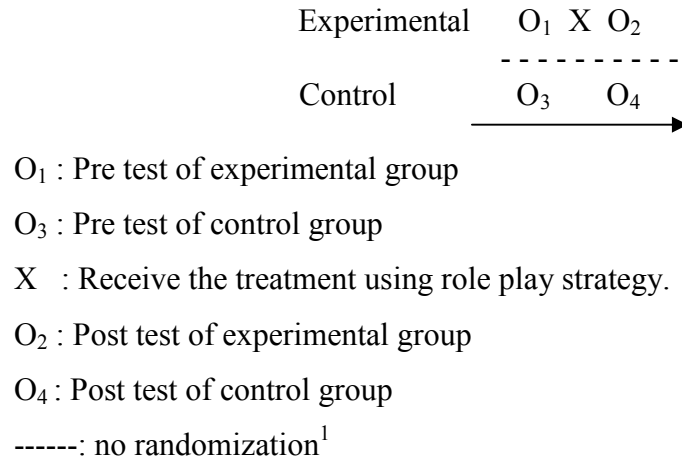 Experimental O₁ X O₂
- - - - - - - - - -
Control O₃ O₄
O₁ : Pre test of experimental group
O₃ : Pre test of control group
X : Receive the treatment using role play strategy.
O₂ : Post test of experimental group
O₄ : Post test of control group
------: no randomization¹